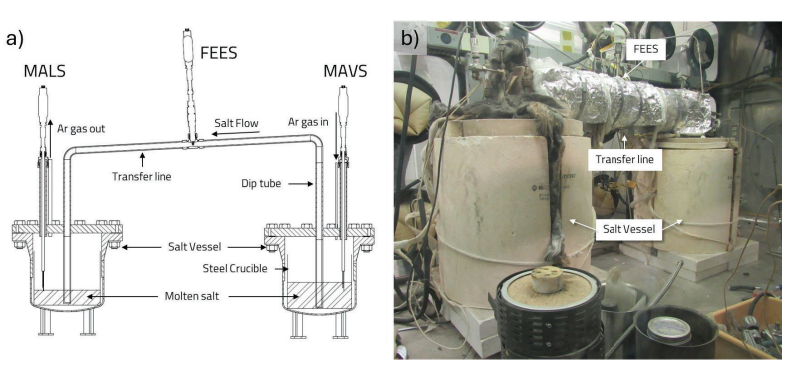 a)
FEES
MALS
MAVS
Ar gas out
Salt Flow
Ar gas in
Transfer line
Dip tube
Salt Vessel
Steel Crucible
Molten salt
b)
FEES
Transfer line
Salt Vessel